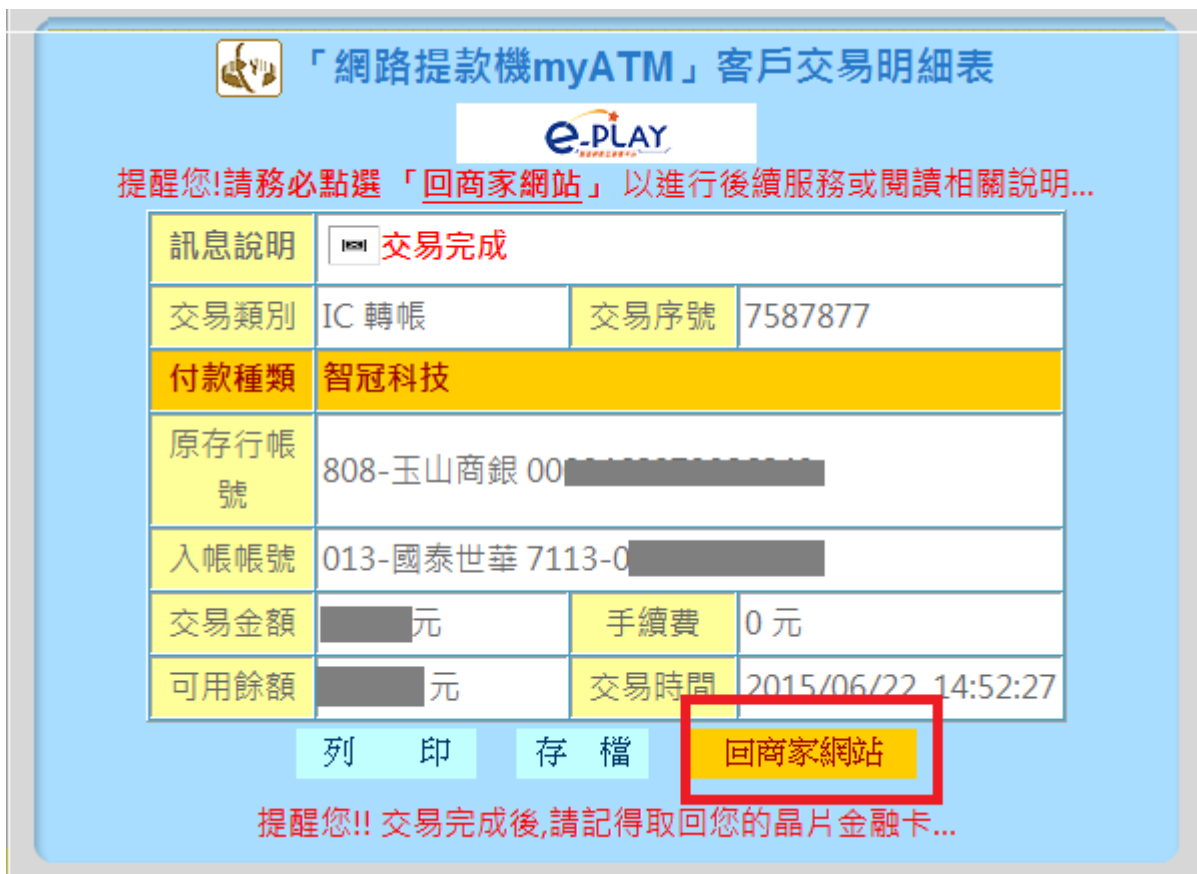 「網路提款機myATM」客戶交易明細表
e-PLAY
提醒您!請務必點選「回商家網站」以進行後續服務或閱讀相關說明...
訊息說明 交易完成
交易類別 IC 轉帳 交易序號 7587877
付款種類 智冠科技
原存行帳號 808-玉山商銀 00
入帳帳號 013-國泰世華 7113-0
交易金額 元 手續費 0 元
可用餘額 元 交易時間 2015/06/22 14:52:27
列 印 存 檔 回商家網站
提醒您!! 交易完成後,請記得取回您的晶片金融卡...